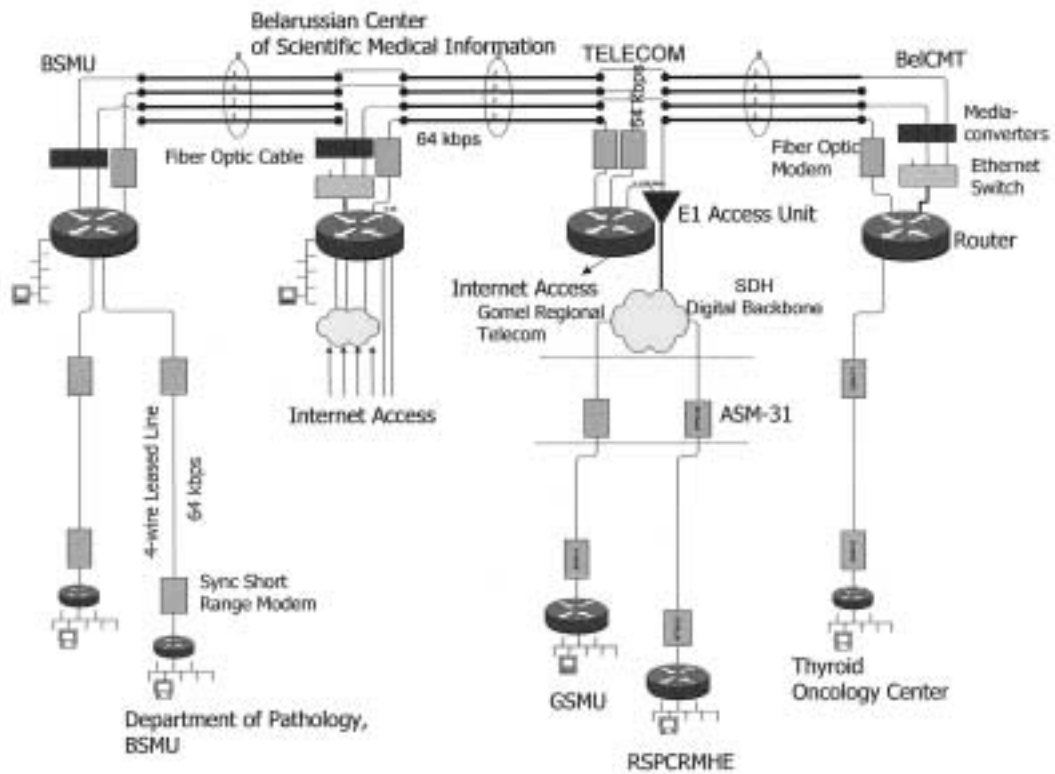 Belarussian Center
of Scientific Medical Information
BSMU
TELECOM
BelCMT
64 kbps
64 kbps
Fiber Optic Cable
Fiber Optic
Modem
Media-
converters
Ethernet
Switch
E1 Access Unit
Router
Internet Access
Gomel Regional
Telecom
SDH
Digital Backbone
Internet Access
ASM-31
4-wire Leased Line
64 kbps
Sync Short
Range Modem
Department of Pathology,
BSMU
GSMU
RSPCRMHE
Thyroid
Oncology Center